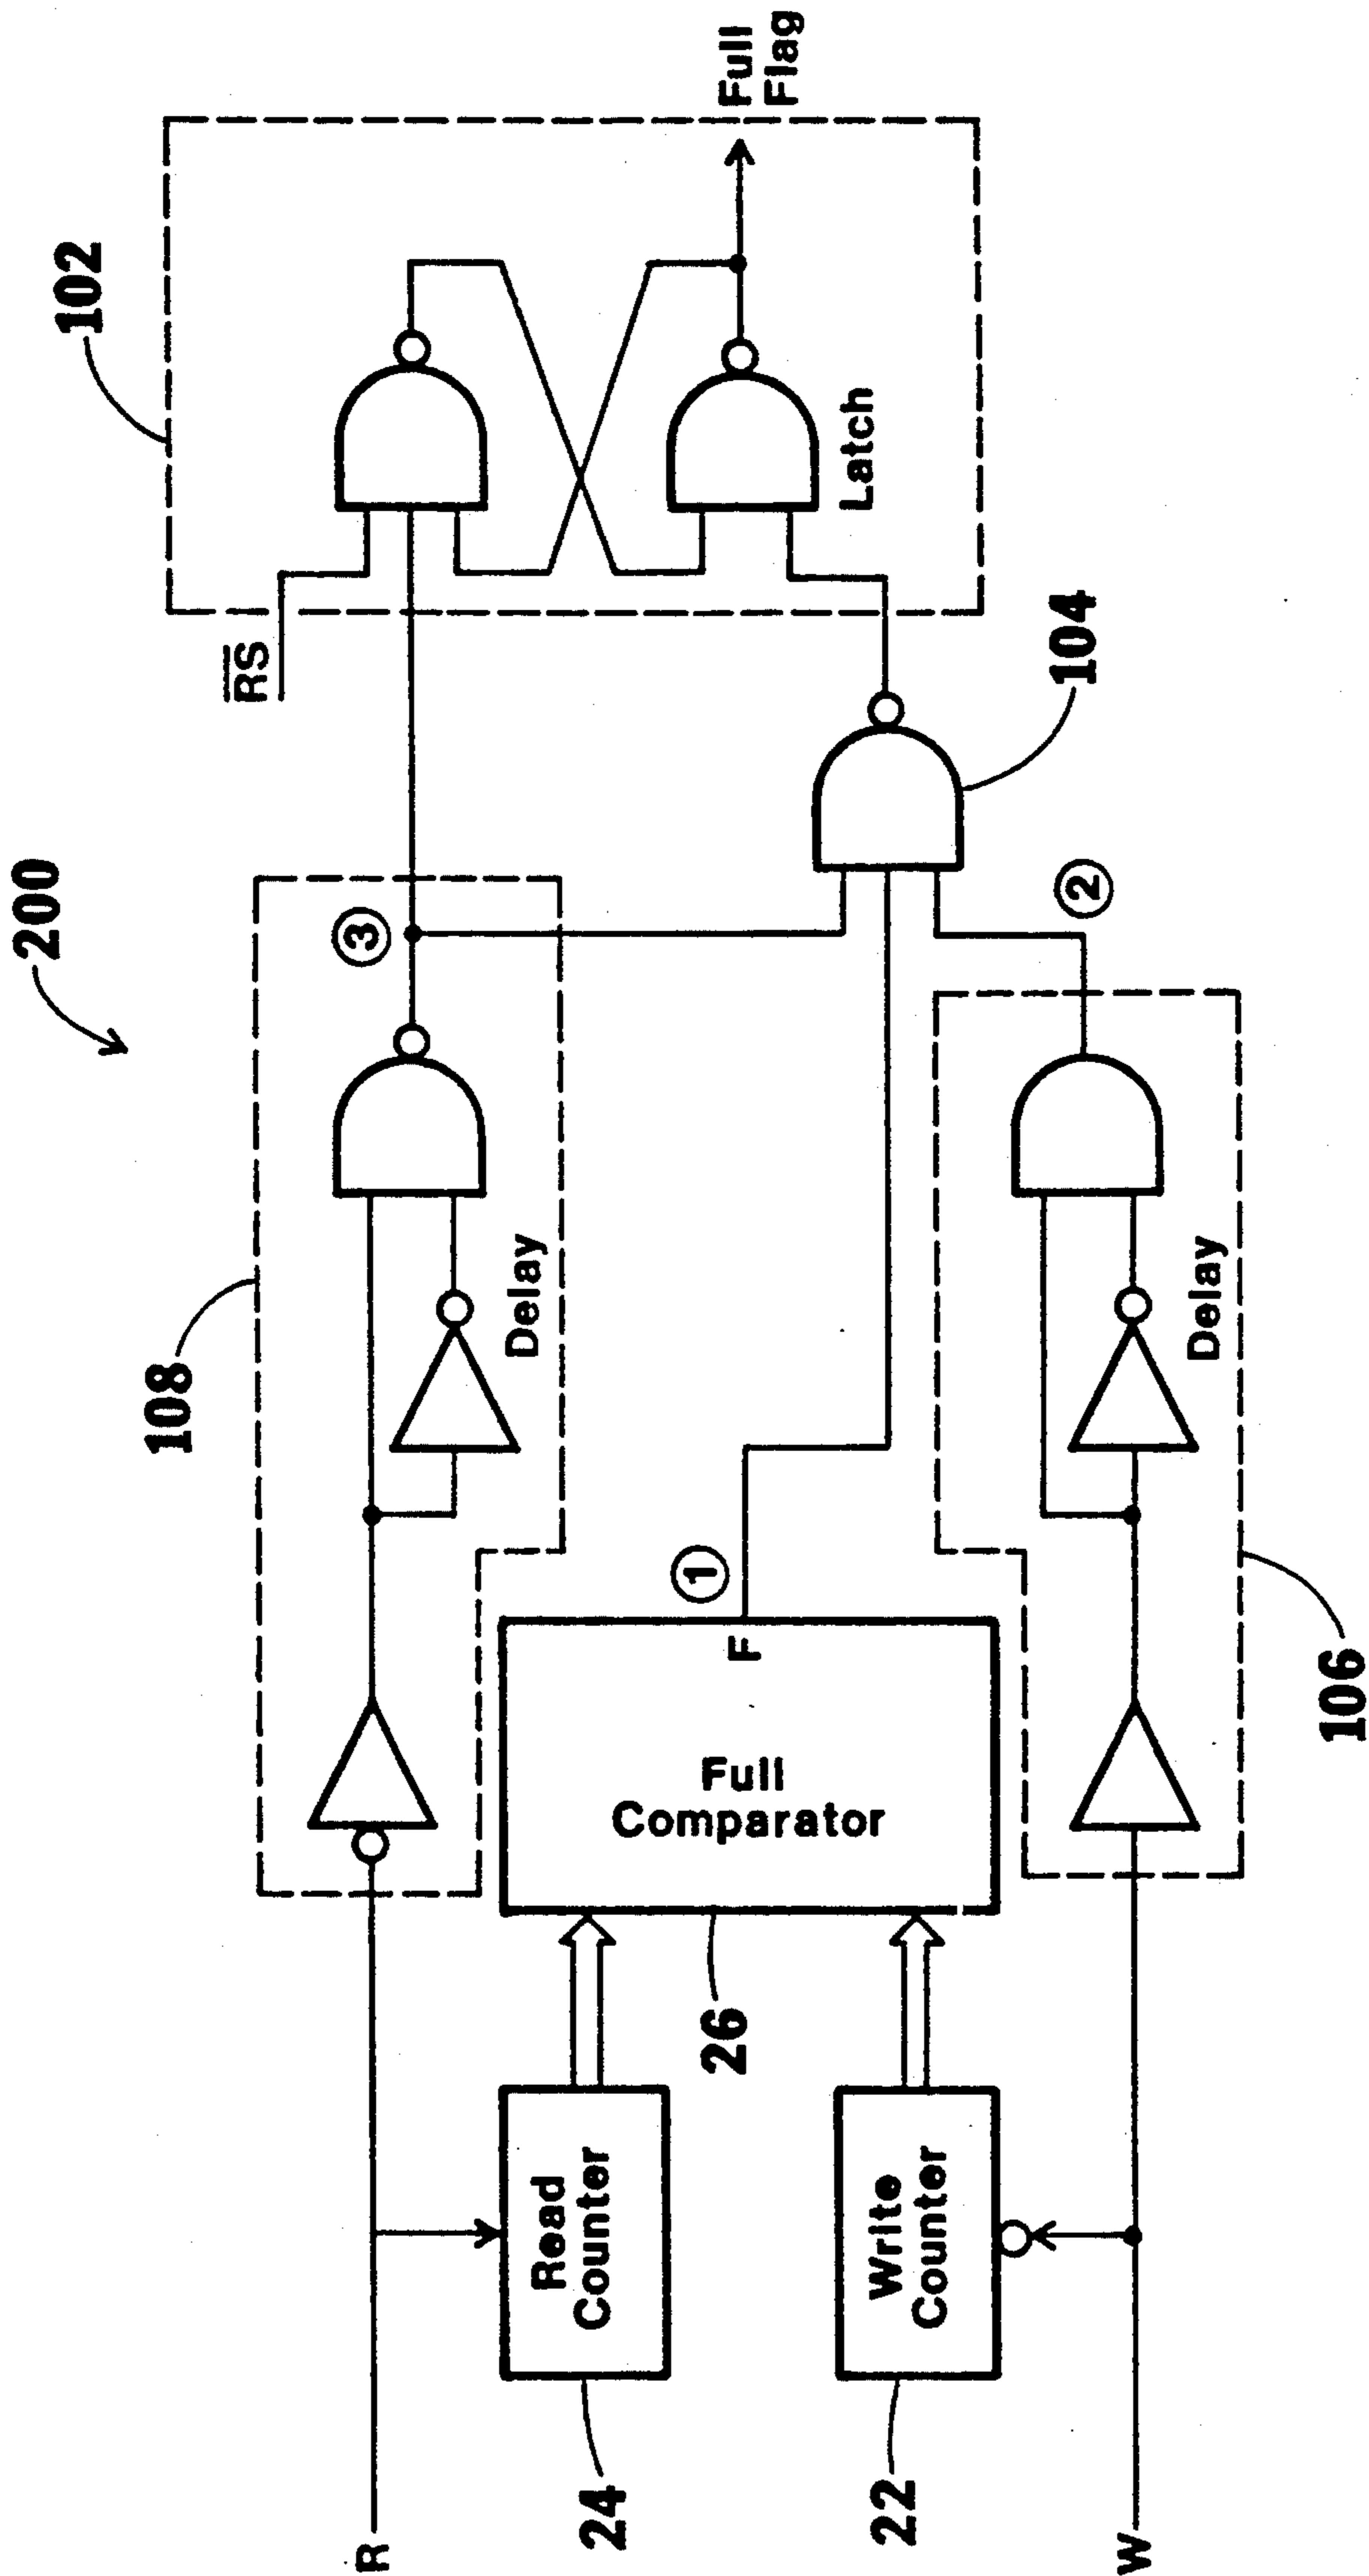 200
108
102
R
Delay
③
RS
Full
Flag
Latch
24
Read
Counter
26
Full
Comparator
F
①
104
22
Write
Counter
②
Delay
W
106